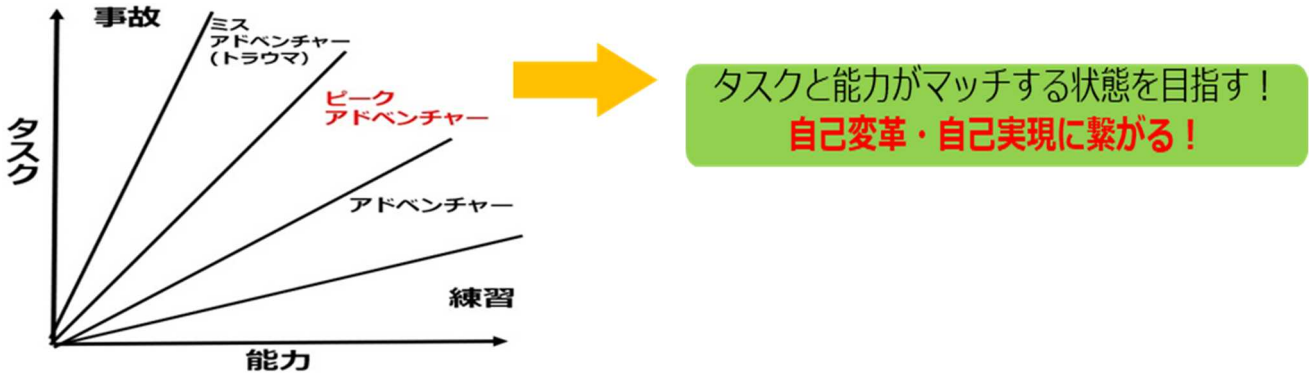 事故
ミス
アドベンチャー
(トラウマ)
ピーク
アドベンチャー
アドベンチャー
練習
タスク
能力
タスクと能力がマッチする状態を目指す！
自己変革・自己実現に繋がる！